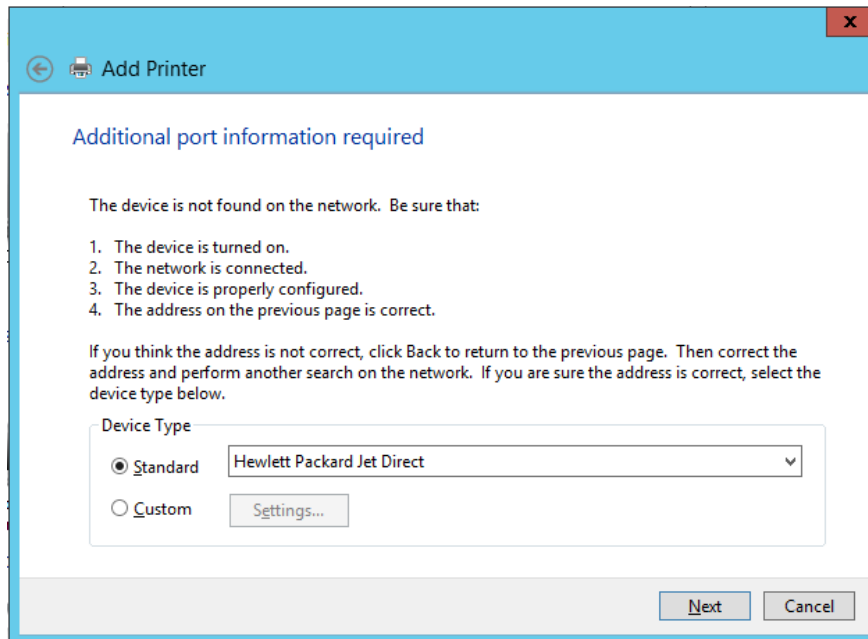 x
Add Printer
Additional port information required
The device is not found on the network. Be sure that:
1. The device is turned on.
2. The network is connected.
3. The device is properly configured.
4. The address on the previous page is correct.
If you think the address is not correct, click Back to return to the previous page. Then correct the
address and perform another search on the network. If you are sure the address is correct, select the
device type below.
Device Type
Standard
Hewlett Packard Jet Direct
Custom
Settings...
Next
Cancel